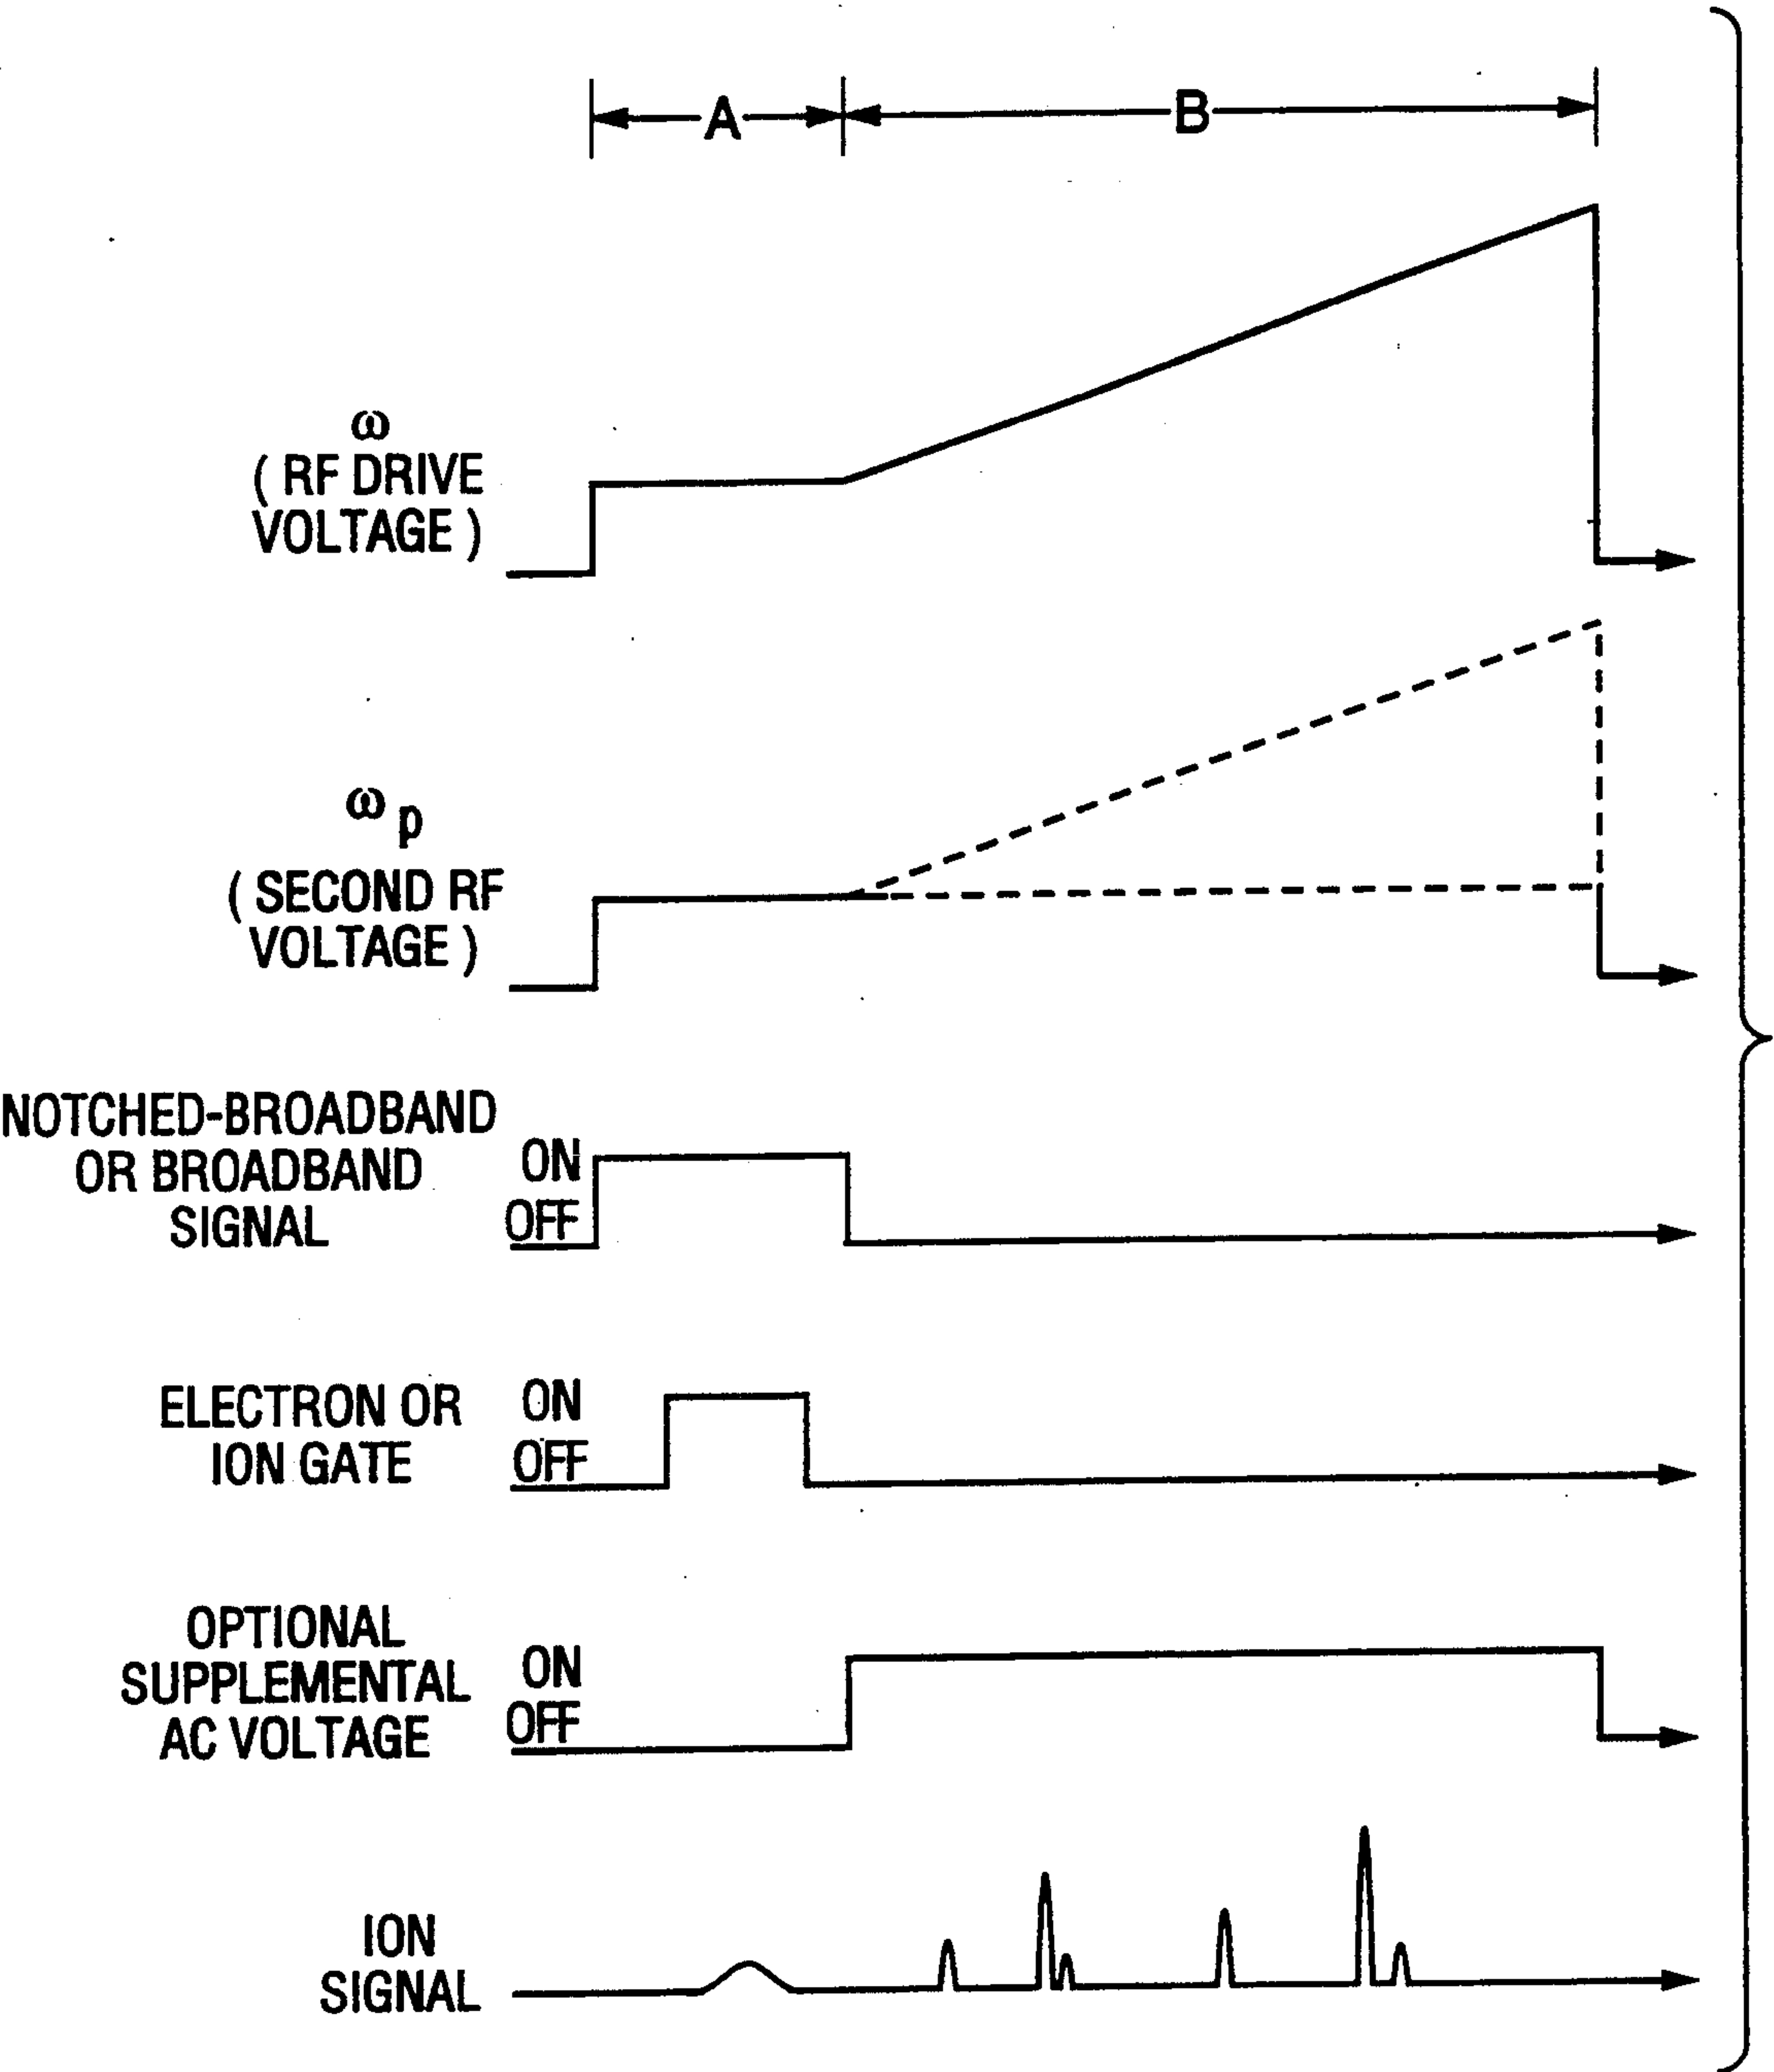 A
B
ω
( RF DRIVE
VOLTAGE )
ω p
( SECOND RF
VOLTAGE )
NOTCHED-BROADBAND
OR BROADBAND
SIGNAL
ON
OFF
ELECTRON OR
ION GATE
ON
OFF
OPTIONAL
SUPPLEMENTAL
AC VOLTAGE
ON
OFF
ION
SIGNAL